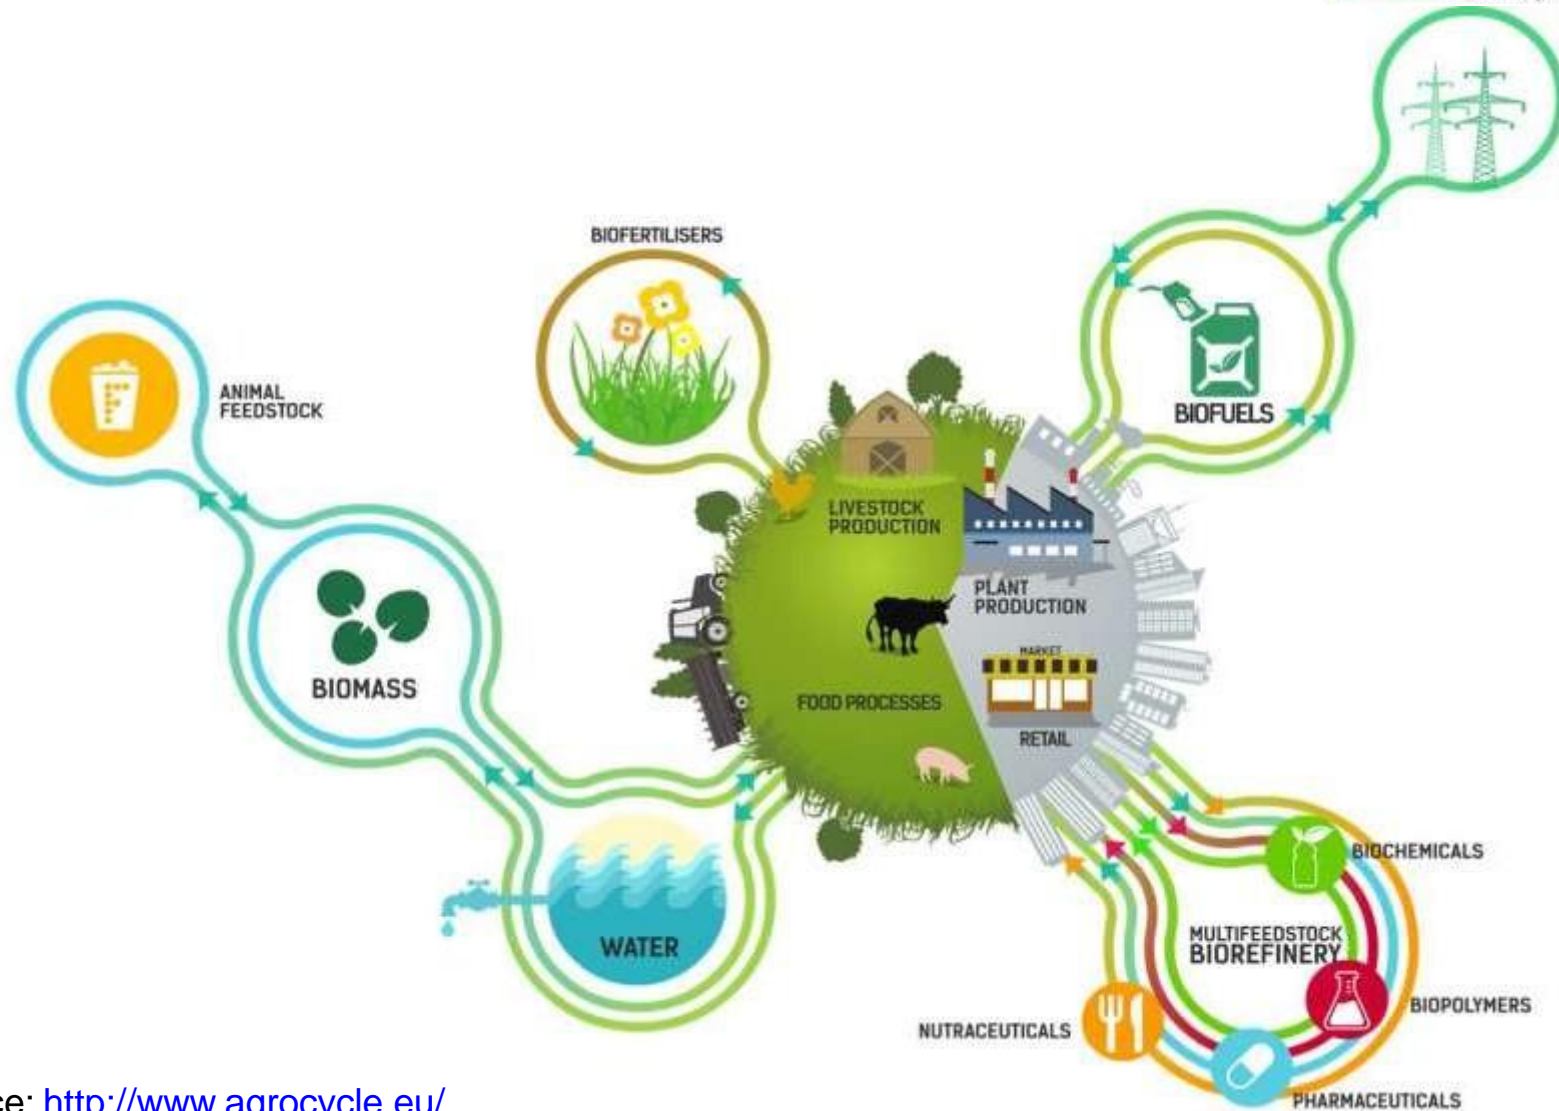 BIOFERTILISERS
ANIMAL
FEEDSTOCK
BIOFUELS
LIVESTOCK
PRODUCTION
PLANT
PRODUCTION
BIOMASS
MARKET
FOOD PROCESSES
RETAIL
WATER
BIOCHEMICALS
MULTIFEEDSTOCK
BIOREFINERY
BIOPOLYMERS
NUTRACEUTICALS
PHARMACEUTICALS
ce: http://www.agrocycle.eu/